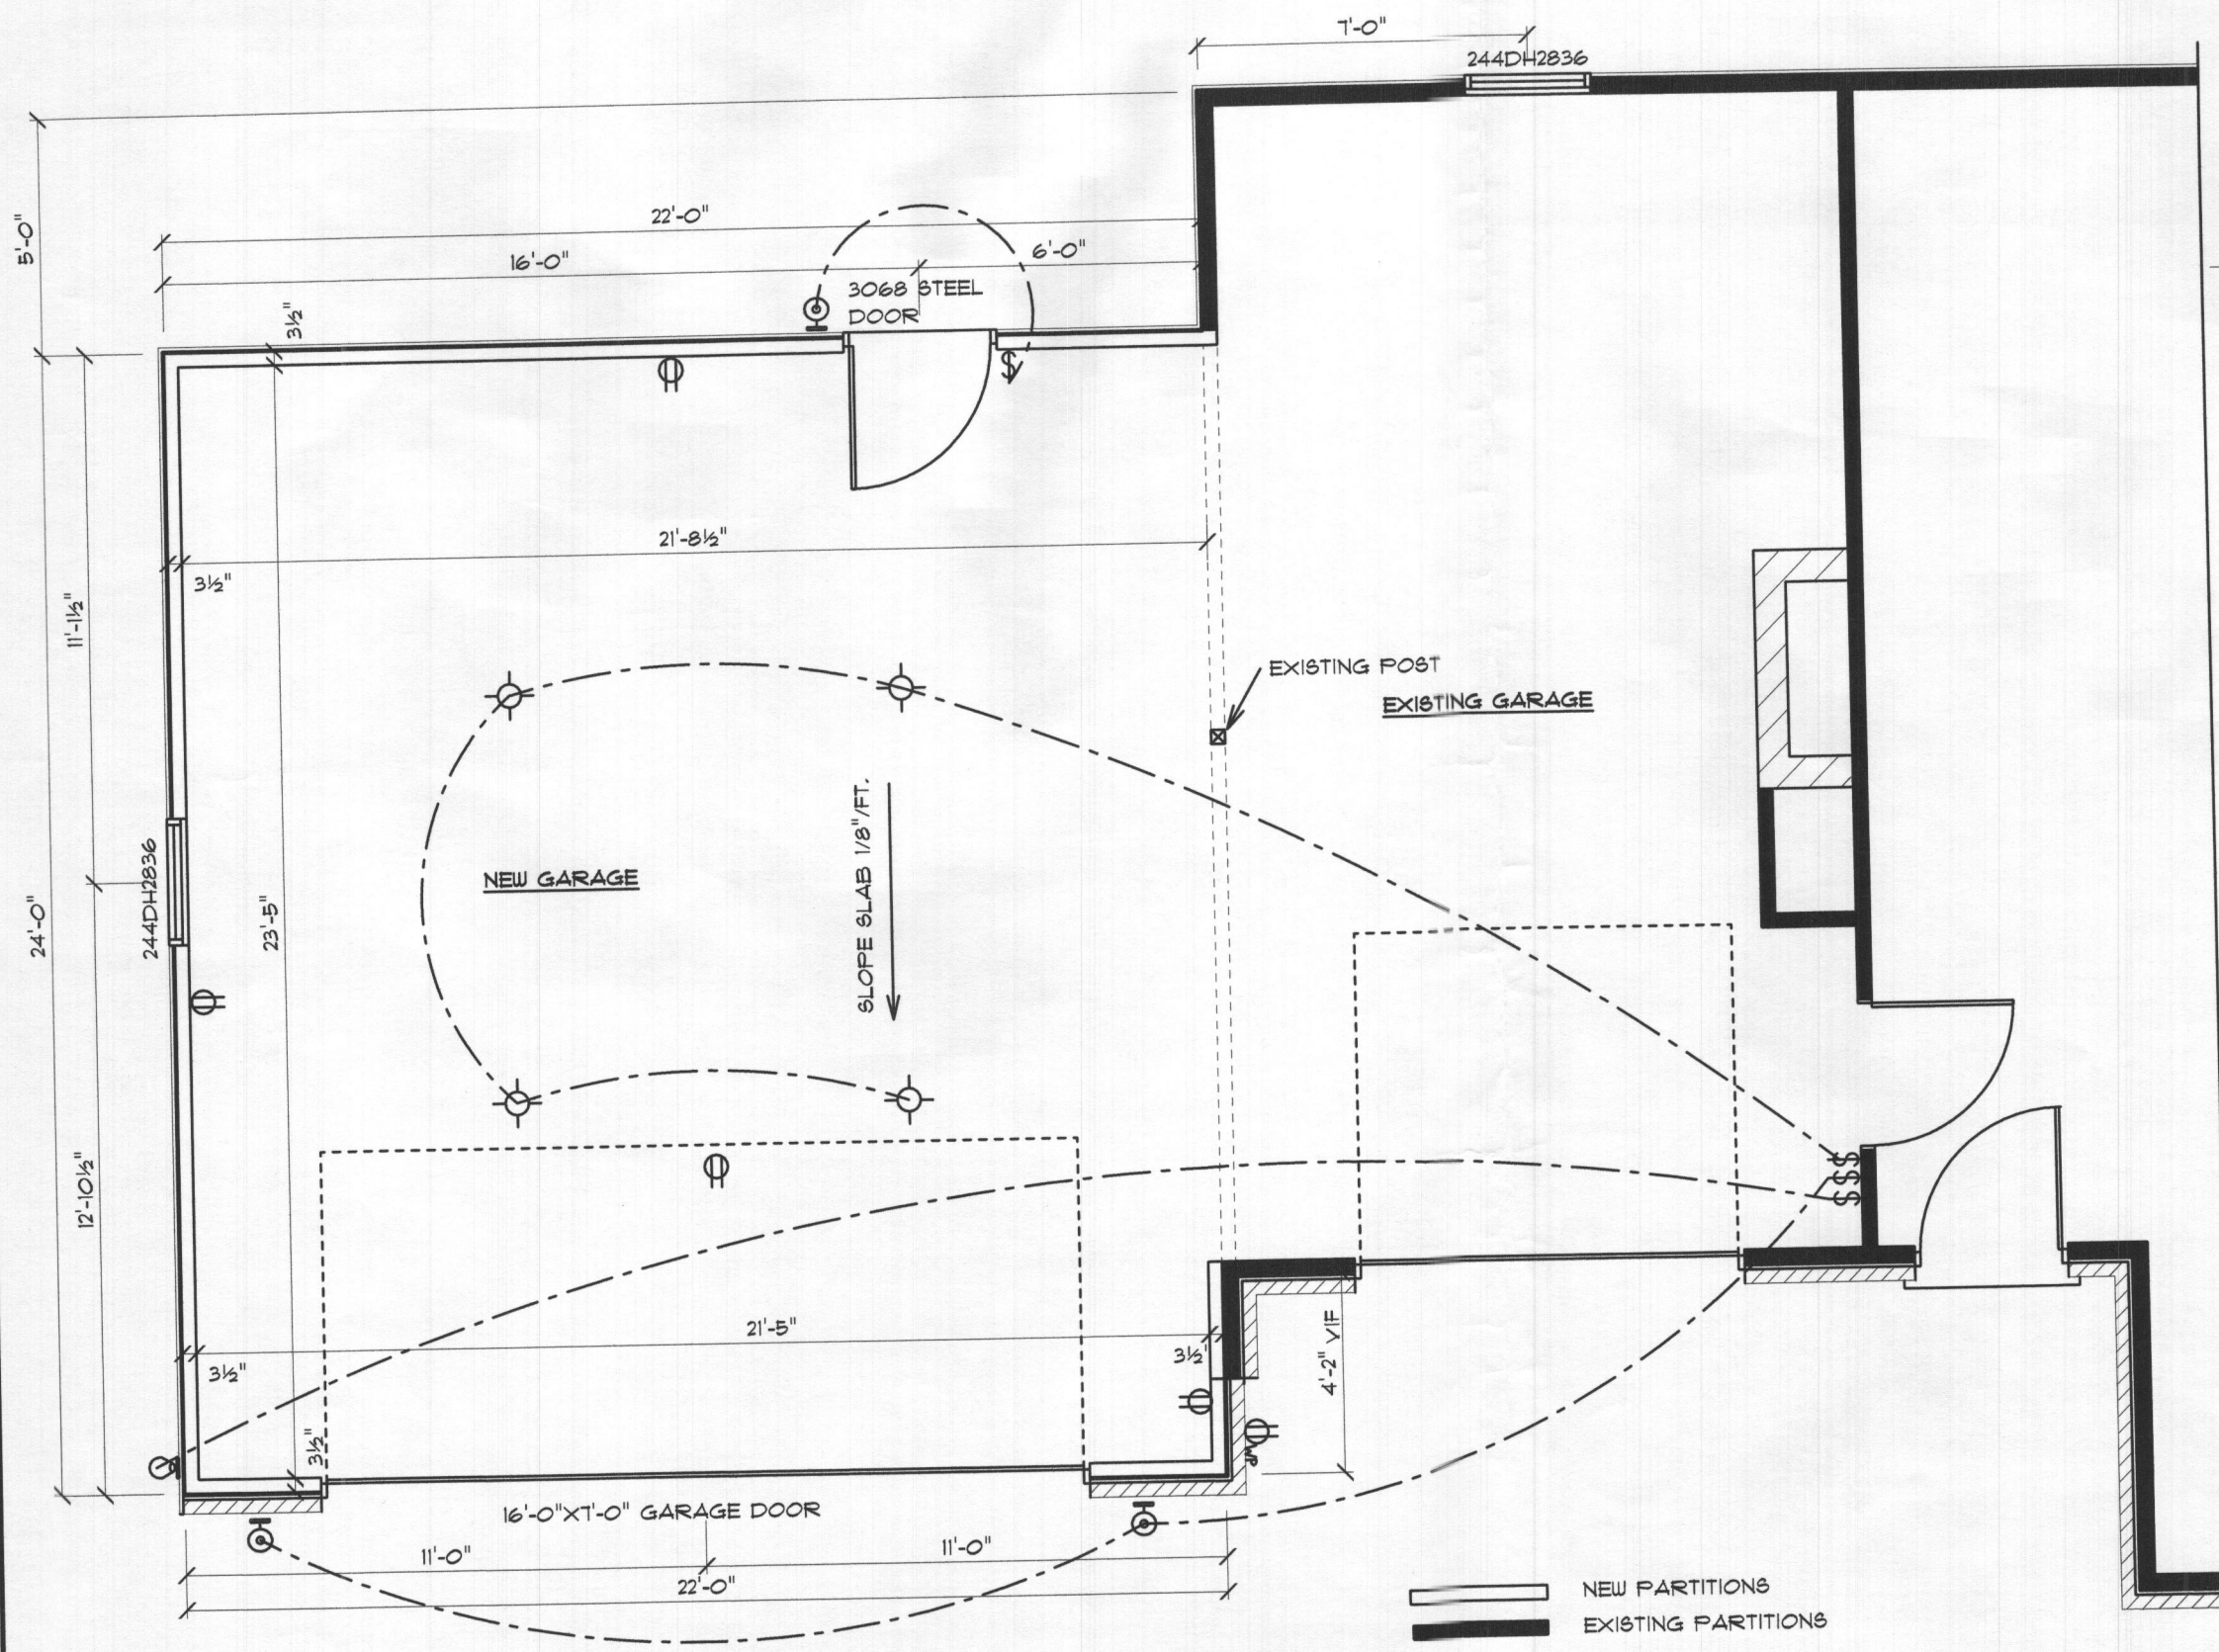 7'-0"
244DH2836
5'-0"
22'-0"
16'-0"
6'-0"
3068 STEEL
DOOR
3½"
$
21'-8½"
3½"
11'-1½"
EXISTING POST
EXISTING GARAGE
SLOPE SLAB 1/8"/FT.
NEW GARAGE
244DH2836
24'-0"
23'-5"
12'-10½"
$
$
$
21'-5"
3½"
3½"
4'-2" VIF
3½"
WP
16'-0"X7'-0" GARAGE DOOR
11'-0"
11'-0"
22'-0"
NEW PARTITIONS
EXISTING PARTITIONS